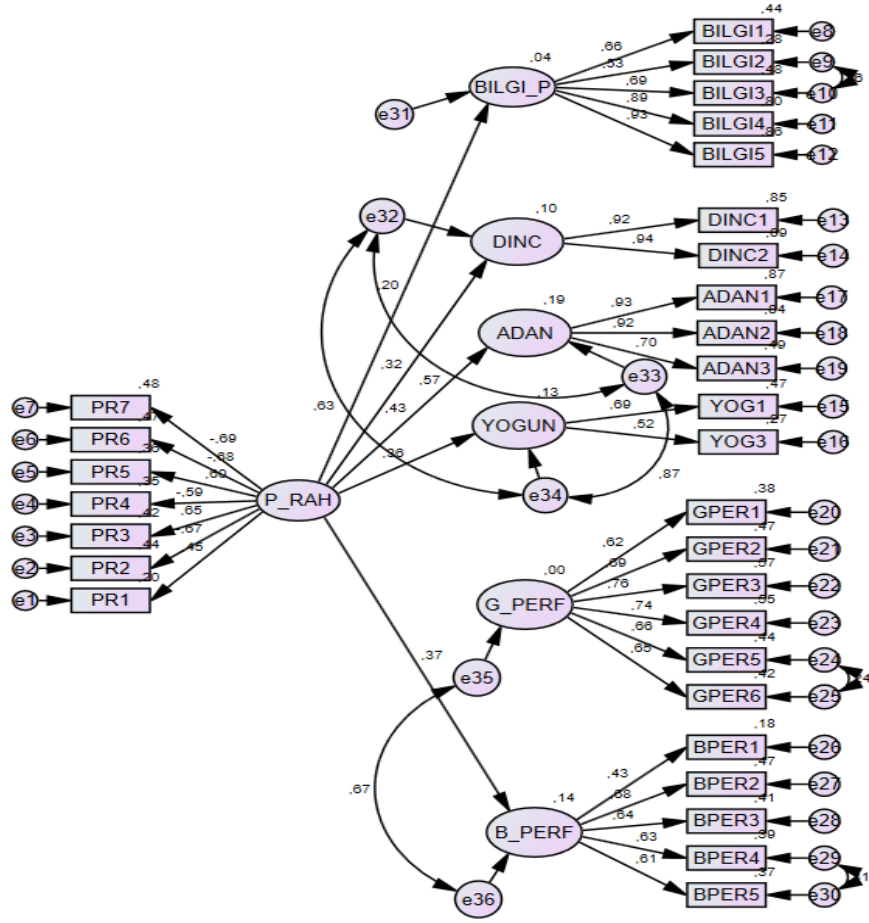 .44
BILGI1
e8
.66
.28
.04
BILGI2
e9
.53
.48
BILGI_P
.69
BILGI3
e10
.80
e31
.89
BILGI4
e11
.93
.86
BILGI5
e12
.85
e32
.10
.92
DINC1
e13
DINC
.89
.94
DINC2
e14
.20
.87
.19
.93
ADAN1
e17
.84
ADAN
.92
ADAN2
e18
.49
.32
.70
ADAN3
e19
.57
e33
.47
.48
.13
.69
YOG1
e15
e7
PR7
.63
.43
YOGUN
.27
.47
-.69
.52
YOG3
e16
e6
PR6
-.68
.36
.36
e5
PR5
.69
.87
.35
-.59
P_RAH
e34
.38
e4
PR4
.65
GPER1
e20
.42
-.67
.62
.47
e3
PR3
.45
.69
GPER2
e21
.44
.00
.76
.57
e2
PR2
GPER3
e22
.20
G_PERF
.74
.55
e1
PR1
GPER4
e23
.66
.44
.37
.65
GPER5
e24
e35
.42
GPER6
e25
.18
BPER1
e26
.67
.43
.47
.14
.68
BPER2
e27
.41
B_PERF
.64
BPER3
e28
.63
.39
BPER4
e29
.61
.37
e36
BPER5
e30